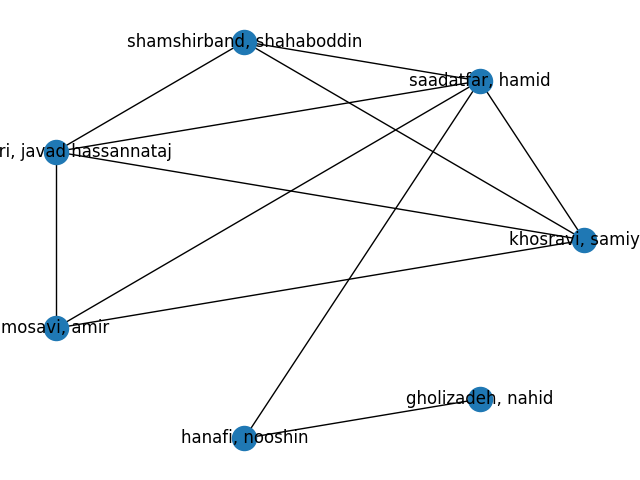 shamshirband, shahaboddin
saadatfar, hamid
ri, javad hassannataj
khosravi, samiy
mosavi, amir
gholizadeh, nahid
hanafi, nooshin